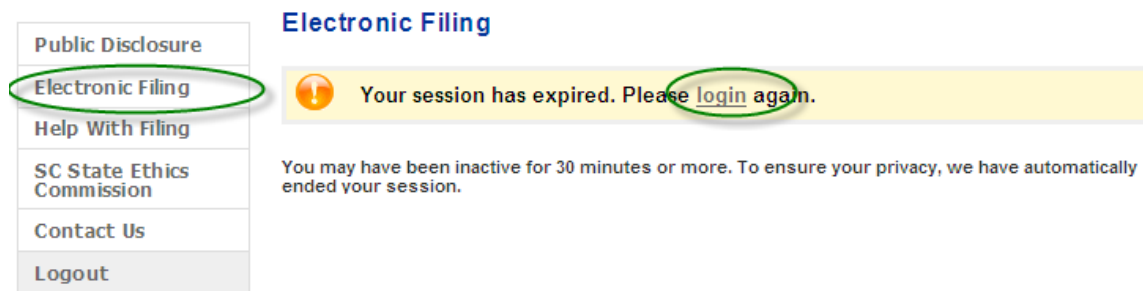 Public Disclosure
Electronic Filing
Help With Filing
SC State Ethics
Commission
Contact Us
Logout
Electronic Filing
Your session has expired. Please login again.
You may have been inactive for 30 minutes or more. To ensure your privacy, we have automatically
ended your session.